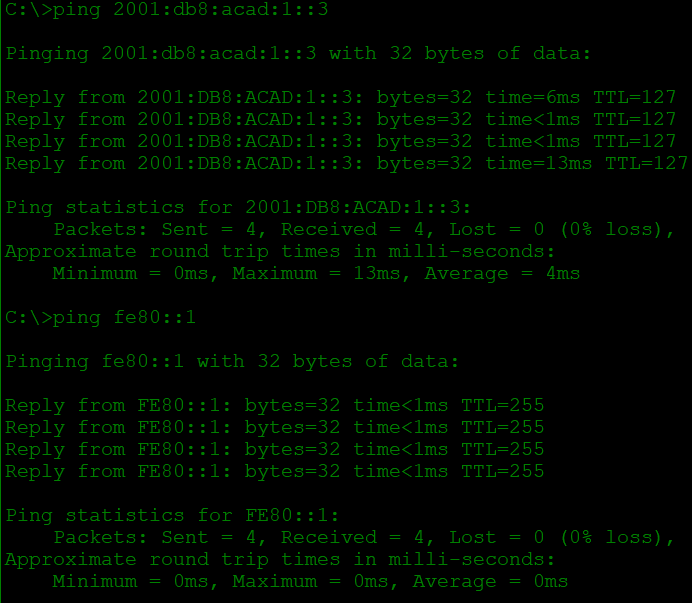 C:\>ping 2001:db8:acad:1::3
Pinging 2001:db8:acad:1::3 with 32 bytes of data:
Reply from 2001:DB8:ACAD:1::3: bytes=32 time=6ms TTL=127
Reply from 2001:DB8:ACAD:1::3: bytes=32 time<1ms TTL=127
Reply from 2001:DB8:ACAD:1::3: bytes=32 time<1ms TTL=127
Reply from 2001:DB8:ACAD:1::3: bytes=32 time=13ms TTL=127
Ping statistics for 2001:DB8:ACAD:1::3:
    Packets: Sent = 4, Received = 4, Lost = 0 (0% loss),
Approximate round trip times in milli-seconds:
    Minimum = 0ms, Maximum = 13ms, Average = 4ms
C:\>ping fe80::1
Pinging fe80::1 with 32 bytes of data:
Reply from FE80::1: bytes=32 time<1ms TTL=255
Reply from FE80::1: bytes=32 time<1ms TTL=255
Reply from FE80::1: bytes=32 time<1ms TTL=255
Reply from FE80::1: bytes=32 time<1ms TTL=255
Ping statistics for FE80::1:
    Packets: Sent = 4, Received = 4, Lost = 0 (0% loss),
Approximate round trip times in milli-seconds:
    Minimum = 0ms, Maximum = 0ms, Average = 0ms